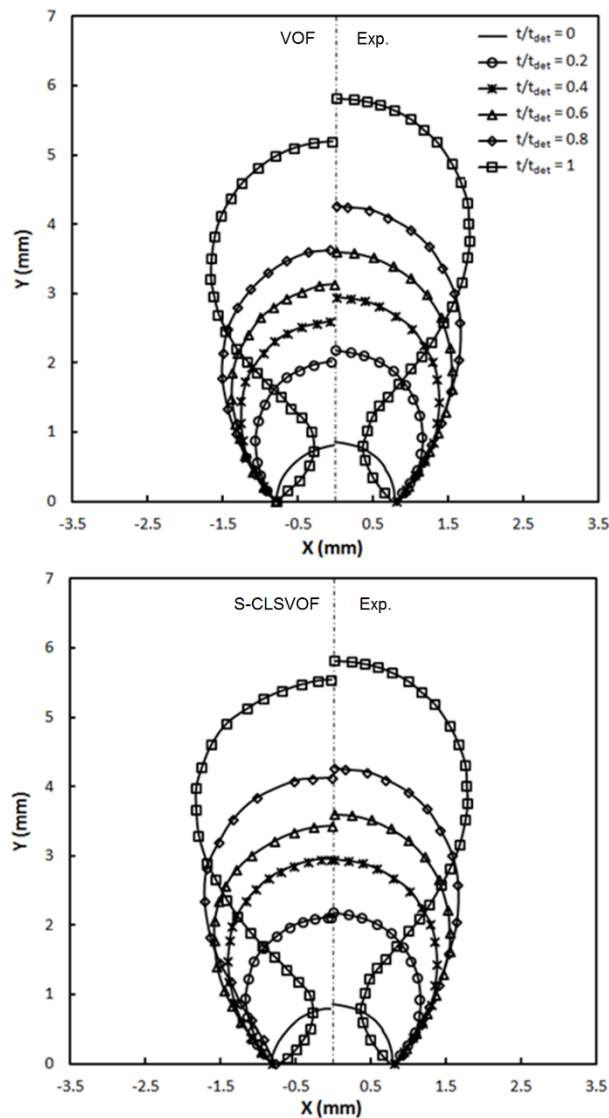 VOF Exp.
t/tdet = 0
t/tdet = 0.2
t/tdet = 0.4
t/tdet = 0.6
t/tdet = 0.8
t/tdet = 1
7
6
5
4
3
2
1
0
Y (mm)
-3.5 -2.5 -1.5 -0.5 0.5 1.5 2.5 3.5
X (mm)
S-CLSVOF Exp.
7
6
5
4
3
2
1
0
Y (mm)
-3.5 -2.5 -1.5 -0.5 0.5 1.5 2.5 3.5
X (mm)